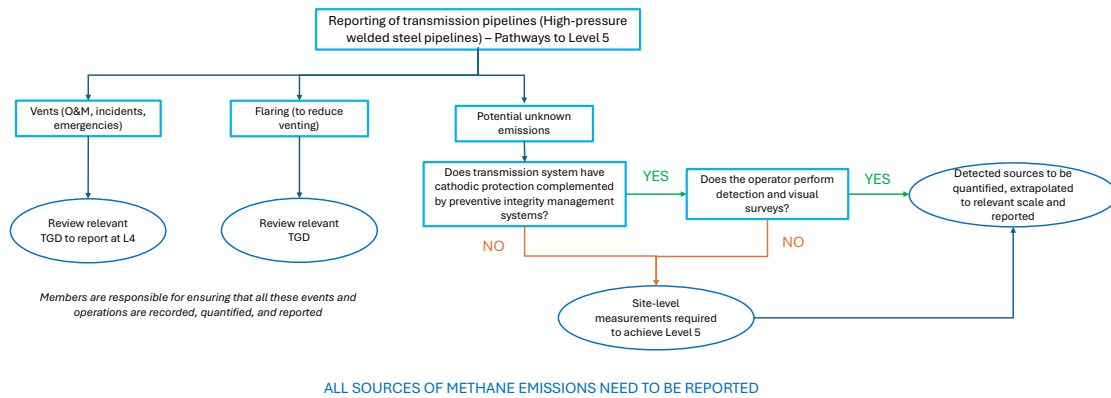 Reporting of transmission pipelines (High-pressure
welded steel pipelines) – Pathways to Level 5
Vents (O&M, incidents,
emergencies)
Flaring (to reduce
venting)
Potential unknown
emissions
Does transmission system have
cathodic protection complemented
by preventive integrity management
systems?
YES
Does the operator perform
detection and visual
surveys?
YES
Detected sources to be
quantified, extrapolated
to relevant scale and
reported
Review relevant
TGD to report at L4
Review relevant
TGD
NO
NO
Members are responsible for ensuring that all these events and
operations are recorded, quantified, and reported
Site-level
measurements required
to achieve Level 5
ALL SOURCES OF METHANE EMISSIONS NEED TO BE REPORTED